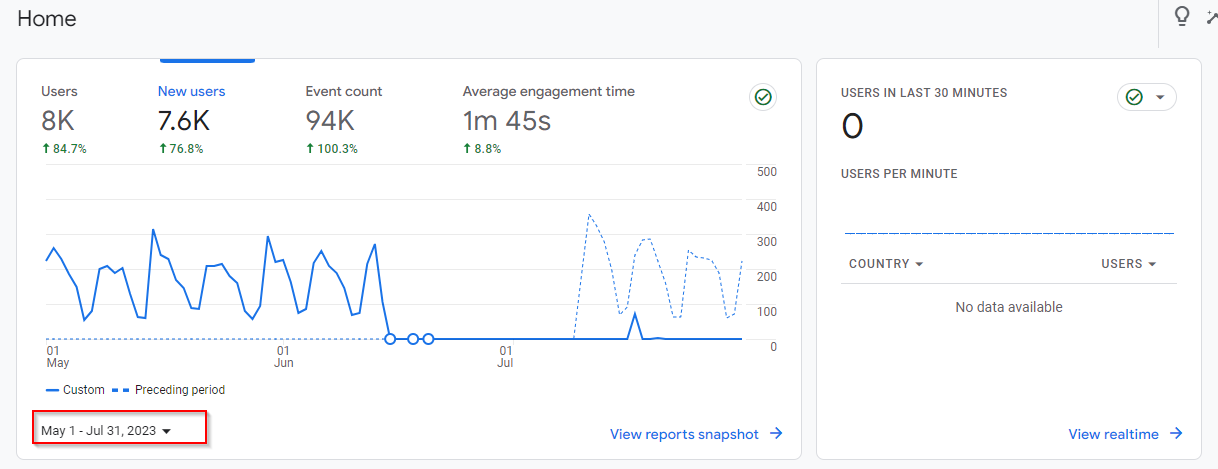 Home
Users
8K
84.7%
New users
7.6K
76.8%
Event count
94K
100.3%
Average engagement time
1m 45s
8.8%
500
400
300
200
100
0
01
May
01
Jun
01
Jul
Custom
Preceding period
May 1 - Jul 31, 2023
View reports snapshot
USERS IN LAST 30 MINUTES
0
USERS PER MINUTE
COUNTRY
USERS
No data available
View realtime